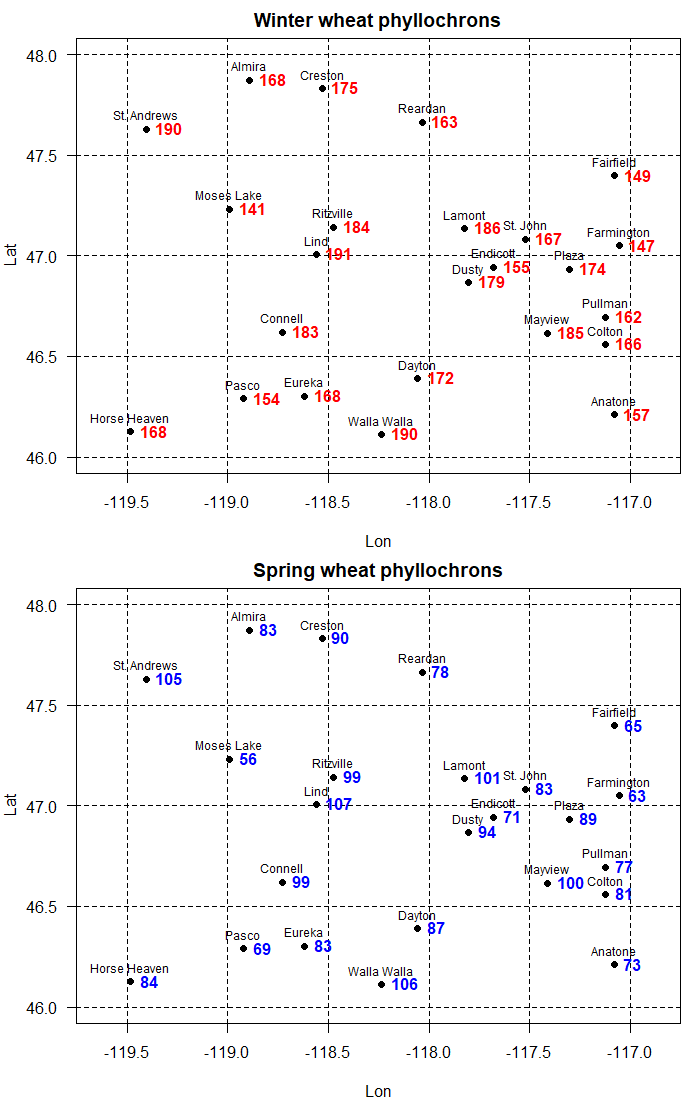 Winter wheat phyllochrons
48.0
Almira
168
Creston
175
Reardan
163
St. Andrews
190
47.5
Fairfield
149
Moses Lake
141
Ritzville
184
Lamont
186
St. John
167
Farmington
147
Lind
191
47.0
Endicott
155
Plaza
174
Dusty
179
Lat
Connell
183
Mayview
185
Pullman
162
Colton
166
46.5
Dayton
172
Pasco
154
Eureka
168
Anatone
157
Horse Heaven
168
Walla Walla
190
46.0
-119.5 -119.0 -118.5 -118.0 -117.5 -117.0
Lon
Spring wheat phyllochrons
48.0
Almira
83
Creston
90
Reardan
78
St. Andrews
105
47.5
Fairfield
65
Moses Lake
56
Ritzville
99
Lamont
101
St. John
83
Farmington
63
Lind
107
47.0
Endicott
71
Plaza
89
Dusty
94
Lat
Connell
99
Mayview
100
Pullman
77
Colton
81
46.5
Dayton
87
Pasco
69
Eureka
83
Anatone
73
Horse Heaven
84
Walla Walla
106
46.0
-119.5 -119.0 -118.5 -118.0 -117.5 -117.0
Lon